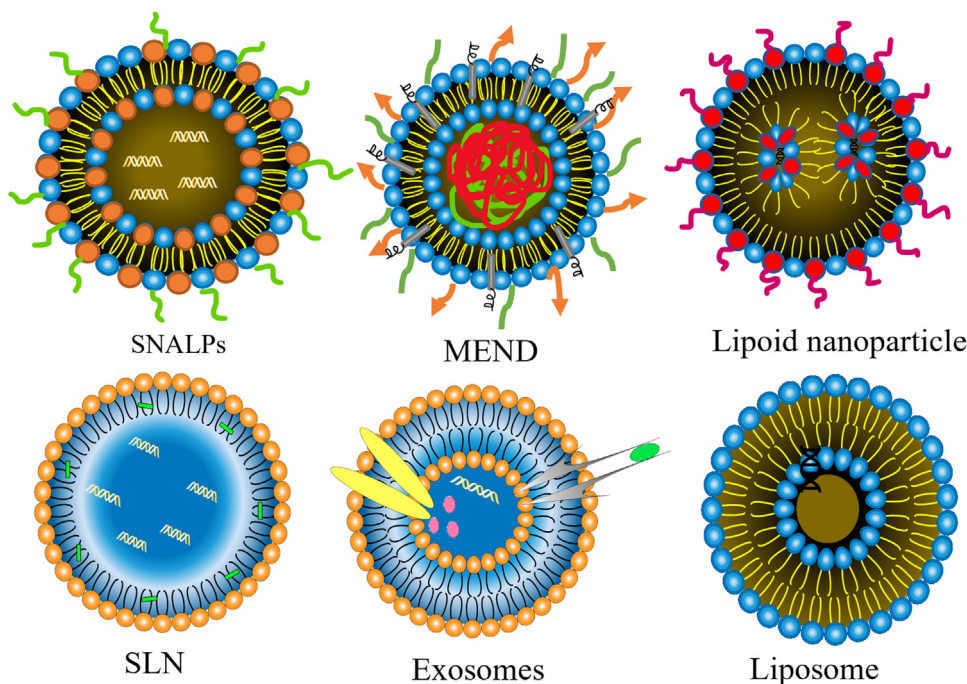 SNALPs
MEND
Lipoid nanoparticle
SLN
Exosomes
Liposome